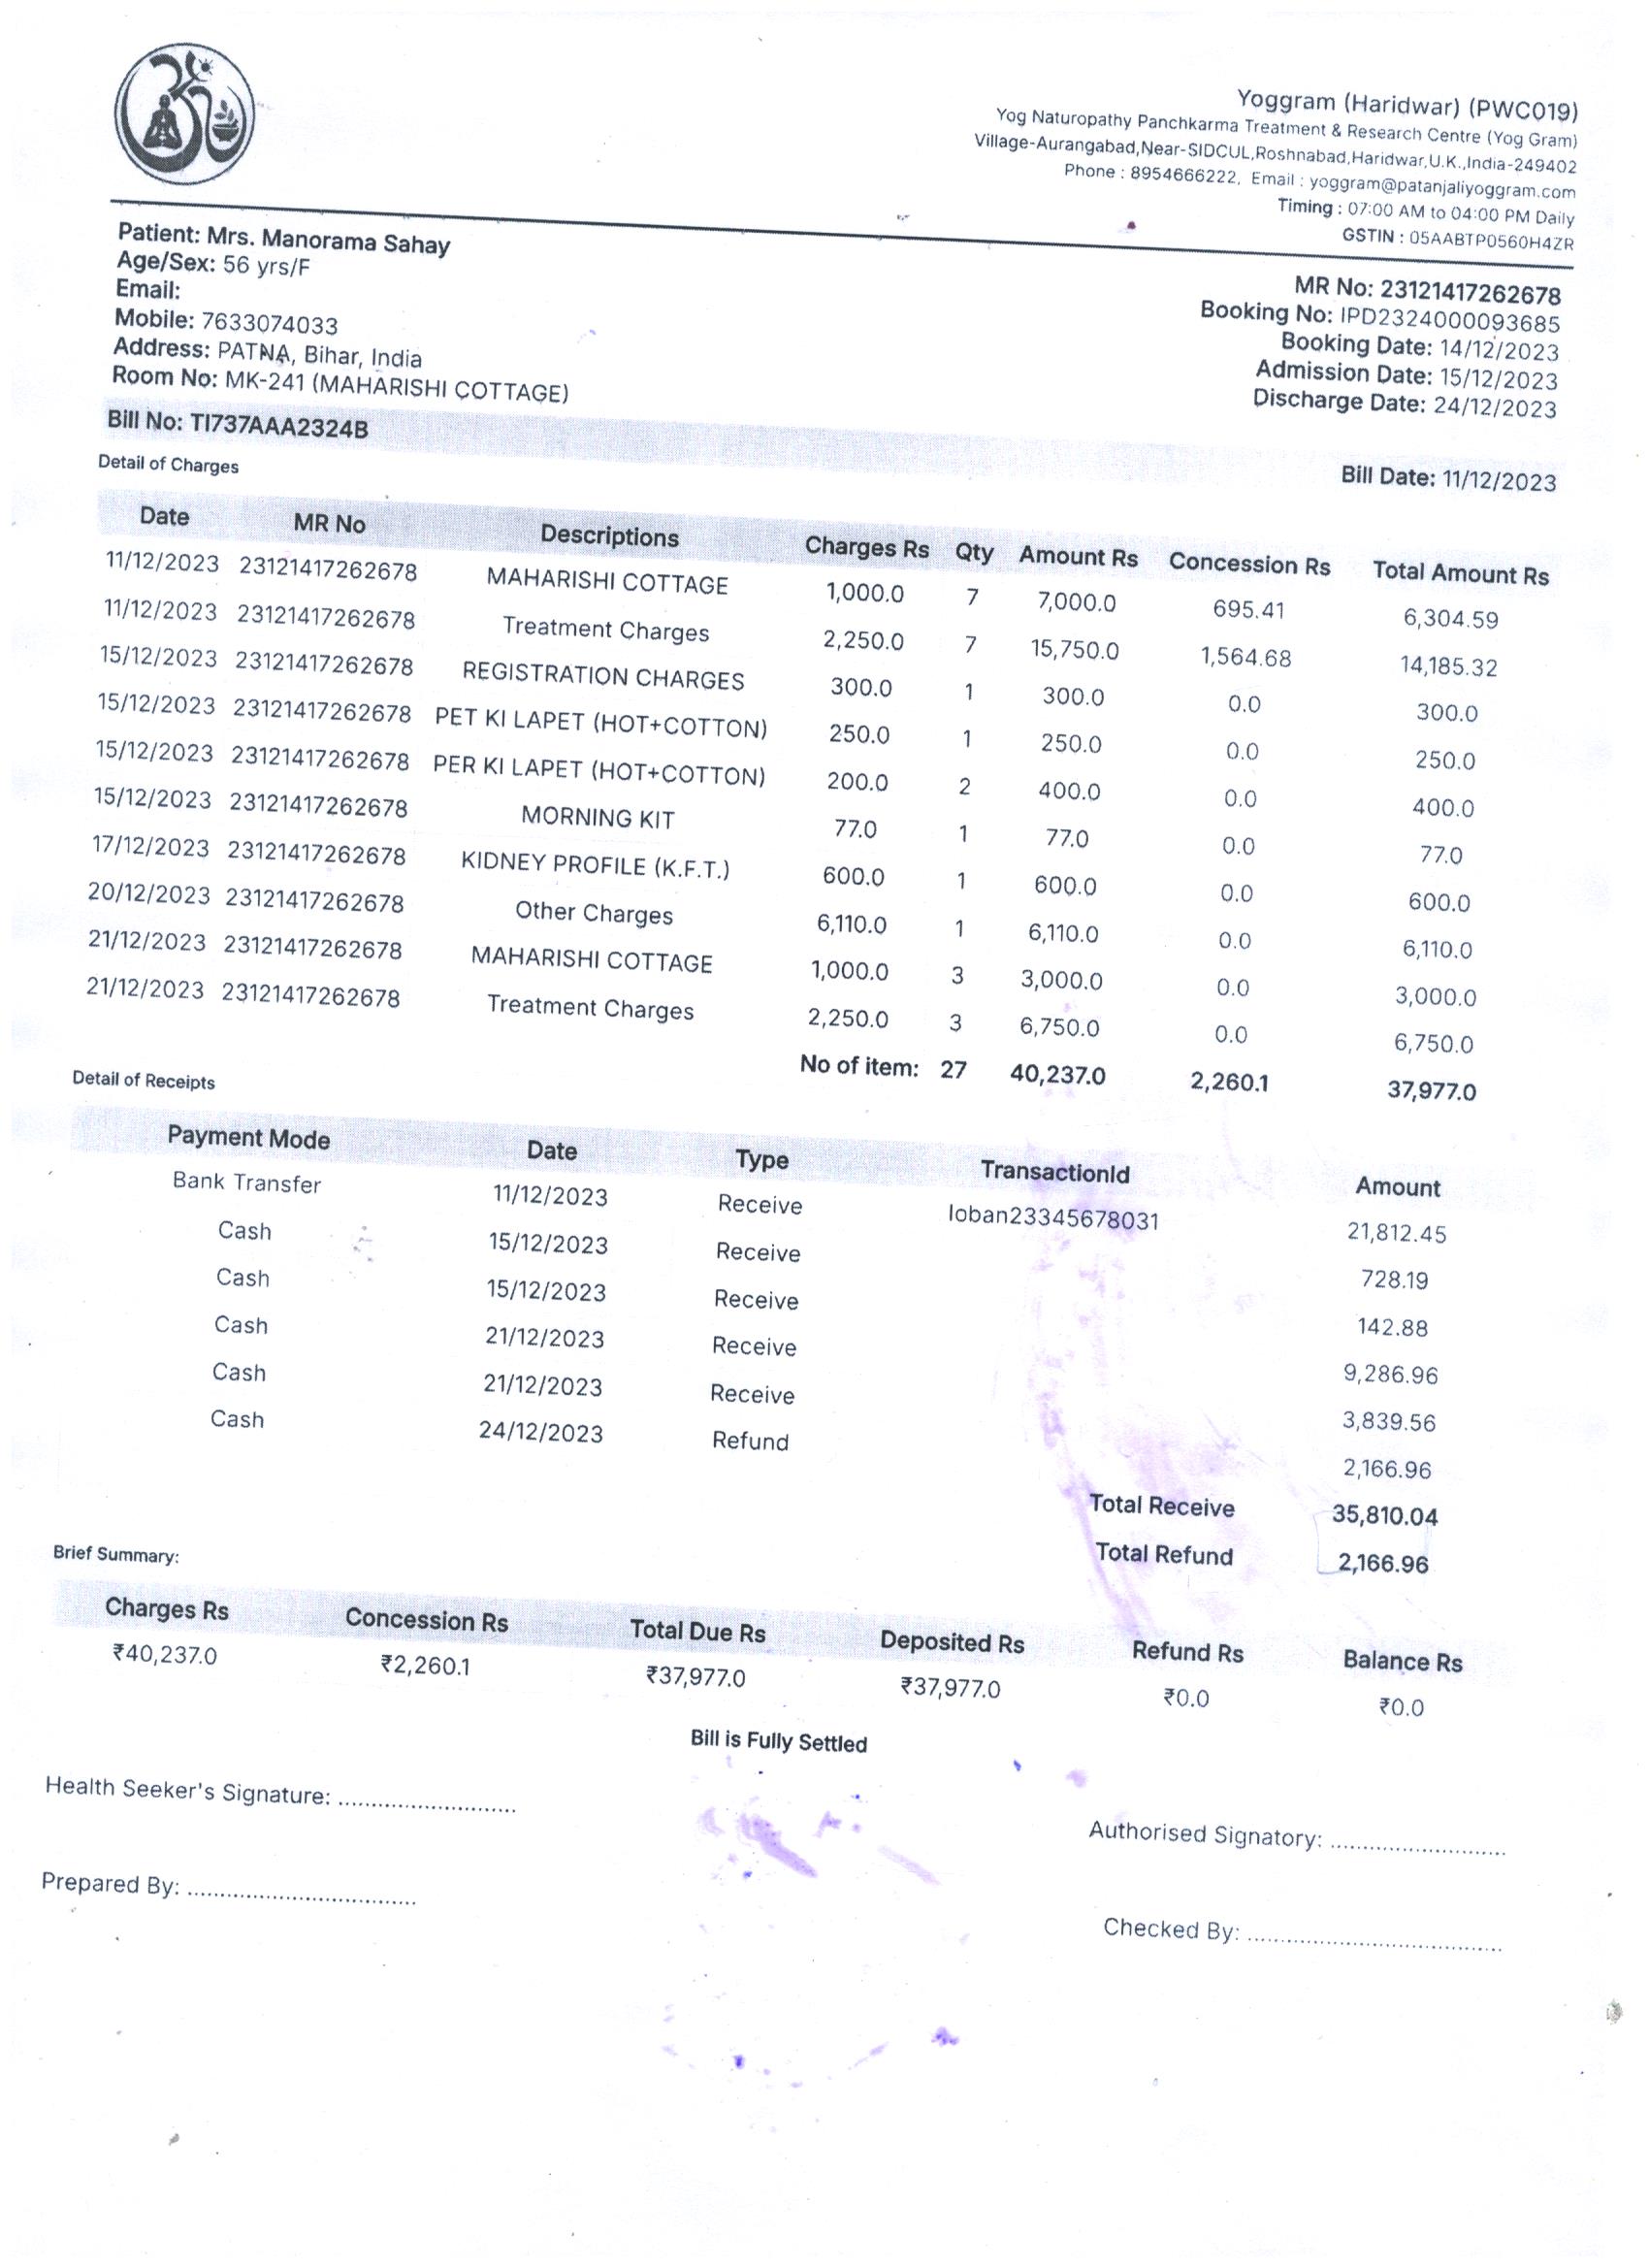 Yoggram (Haridwar) (PWC019)
Yog Naturopathy Panchkarma Treatment & Research Centre (Yog Gram)
Village-Aurangabad,Near-SIDCUL,Roshnabad,Haridwar,U.K.,India-249402
Phone : 8954666222, Email : yoggram@patanjaliyoggram.com
Timing : 07:00 AM to 04:00 PM Daily
GSTIN : 05AABTP0560H4ZR
Patient: Mrs. Manorama Sahay
Age/Sex: 56 yrs/F
Email:
Mobile: 7633074033
Address: PATNA, Bihar, India
Room No: MK-241 (MAHARISHI COTTAGE)
MR No: 23121417262678
Booking No: IPD2324000093685
Booking Date: 14/12/2023
Admission Date: 15/12/2023
Discharge Date: 24/12/2023
Bill No: TI737AAA2324B
Bill Date: 11/12/2023
Detail of Charges
Date MR No Descriptions Charges Rs Qty Amount Rs Concession Rs Total Amount Rs
11/12/2023 23121417262678 MAHARISHI COTTAGE 1,000.0 7 7,000.0 695.41 6,304.59
11/12/2023 23121417262678 Treatment Charges 2,250.0 7 15,750.0 1,564.68 14,185.32
15/12/2023 23121417262678 REGISTRATION CHARGES 300.0 1 300.0 0.0 300.0
15/12/2023 23121417262678 PET KI LAPET (HOT+COTTON) 250.0 1 250.0 0.0 250.0
15/12/2023 23121417262678 PER KI LAPET (HOT+COTTON) 200.0 2 400.0 0.0 400.0
15/12/2023 23121417262678 MORNING KIT 77.0 1 77.0 0.0 77.0
17/12/2023 23121417262678 KIDNEY PROFILE (K.F.T.) 600.0 1 600.0 0.0 600.0
20/12/2023 23121417262678 Other Charges 6,110.0 1 6,110.0 0.0 6,110.0
21/12/2023 23121417262678 MAHARISHI COTTAGE 1,000.0 3 3,000.0 0.0 3,000.0
21/12/2023 23121417262678 Treatment Charges 2,250.0 3 6,750.0 0.0 6,750.0
No of item: 27 40,237.0 2,260.1 37,977.0
Detail of Receipts
Payment Mode Date Type TransactionId Amount
Bank Transfer 11/12/2023 Receive Ioban23345678031 21,812.45
Cash 15/12/2023 Receive 728.19
Cash 15/12/2023 Receive 142.88
Cash 21/12/2023 Receive 9,286.96
Cash 21/12/2023 Receive 3,839.56
Cash 24/12/2023 Refund 2,166.96
Total Receive 35,810.04
Total Refund 2,166.96
Brief Summary:
Charges Rs Concession Rs Total Due Rs Deposited Rs Refund Rs Balance Rs
₹40,237.0 ₹2,260.1 ₹37,977.0 ₹37,977.0 ₹0.0 ₹0.0
Bill is Fully Settled
Health Seeker's Signature: ...........................
Authorised Signatory: ...........................
Prepared By: ...................................
Checked By: .......................................